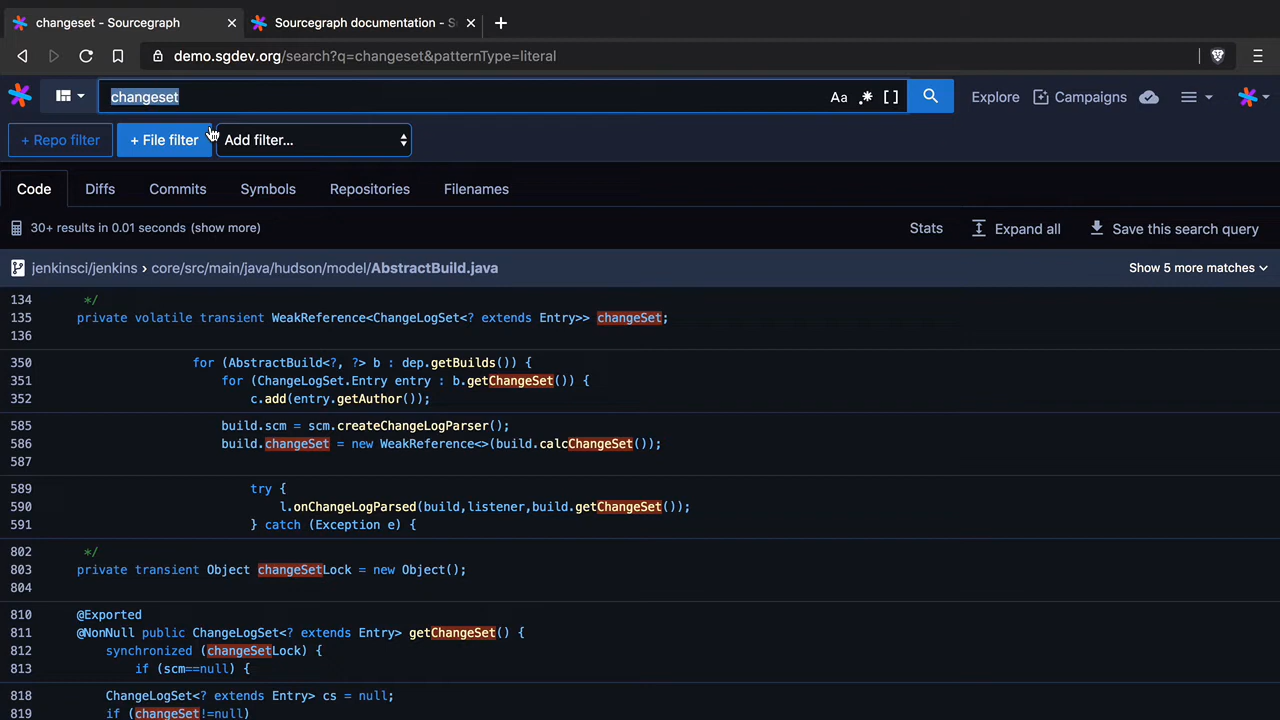 changeset - Sourcegraph
Sourcegraph documentation - S
demo.sgdev.org/search?q=changeset&patternType=literal
changeset
Aa .* [ ]
Explore
Campaigns
+ Repo filter
+ File filter
Add filter...
Code Diffs Commits Symbols Repositories Filenames
30+ results in 0.01 seconds (show more)
Stats
Expand all
Save this search query
jenkinsci/jenkins › core/src/main/java/hudson/model/AbstractBuild.java
Show 5 more matches
134 */
135 private volatile transient WeakReference<ChangeLogSet<? extends Entry>> changeSet;
136
350 for (AbstractBuild<?, ?> b : dep.getBuilds()) {
351 for (ChangeLogSet.Entry entry : b.getChangeSet()) {
352 c.add(entry.getAuthor());
585 build.scm = scm.createChangeLogParser();
586 build.changeSet = new WeakReference<>(build.calcChangeSet());
587
589 try {
590 l.onChangeLogParsed(build,listener,build.getChangeSet());
591 } catch (Exception e) {
802 */
803 private transient Object changeSetLock = new Object();
804
810 @Exported
811 @NonNull public ChangeLogSet<? extends Entry> getChangeSet() {
812 synchronized (changeSetLock) {
813 if (scm==null) {
818 ChangeLogSet<? extends Entry> cs = null;
819 if (changeSet!=null)